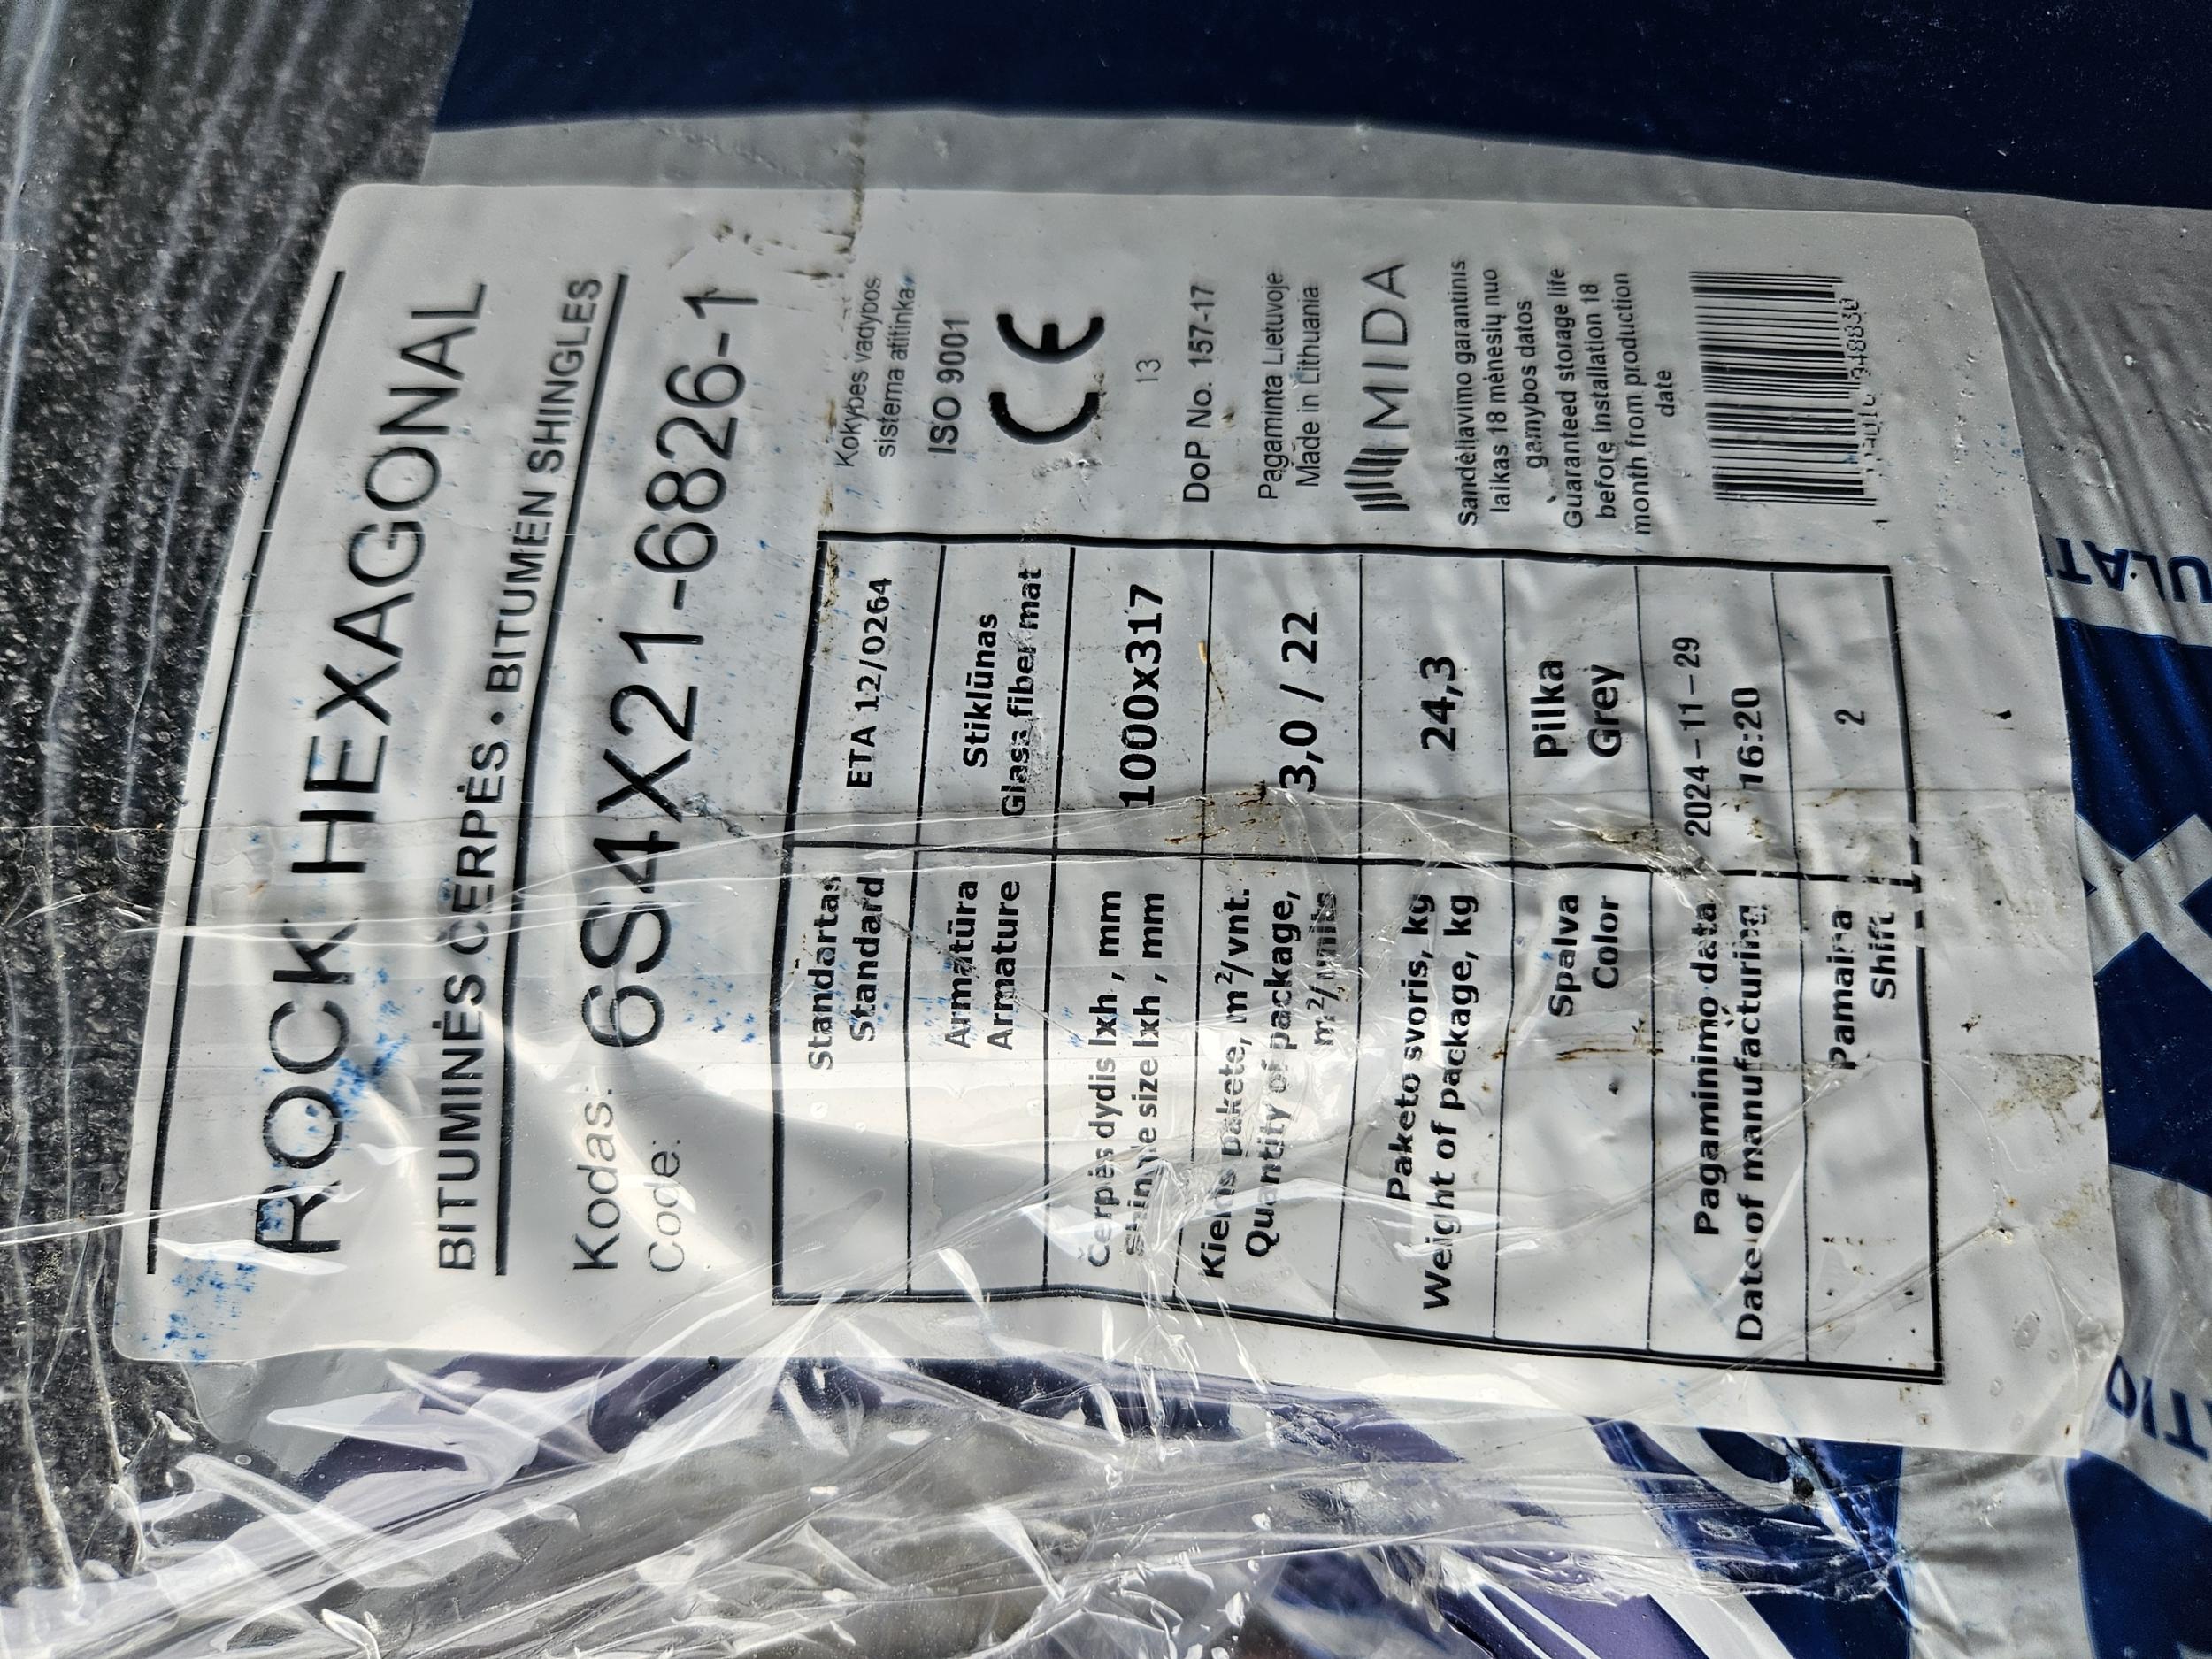 ROCK HEXAGONAL
BITUMINĖS ČERPĖS • BITUMEN SHINGLES
Kodas: 6S4X21-6826-1
Code:
Standartas
Standard
ETA 12/0264
Armatūra
Armature
Stiklūnas
Glass fiber mat
Čerpės dydis lxh , mm
Shingle size lxh , mm
1000x317
Kiekis pakete, m²/vnt.
Quantity of package,
m²/units
3,0 / 22
Paketo svoris, kg
Weight of package, kg
24,3
Spalva
Color
Pilka
Grey
Pagaminimo data
Date of manufacturing
2024-11-29
16:20
Pamaina
Shift
2
Kokybės vadybos
sistema atitinka
ISO 9001
CE
13
DoP No. 157-17
Pagaminta Lietuvoje
Made in Lithuania
MIDA
Sandėliavimo garantinis
laikas 18 mėnesių nuo
gamybos datos
Guaranteed storage life
before installation 18
month from production
date